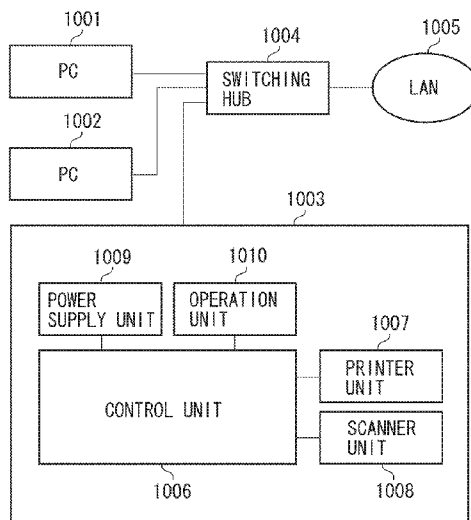 1001
PC
1002
PC
1004
SWITCHING
HUB
1005
LAN
1003
1009
POWER
SUPPLY UNIT
1010
OPERATION
UNIT
1007
PRINTER
UNIT
CONTROL UNIT
SCANNER
UNIT
1006
1008